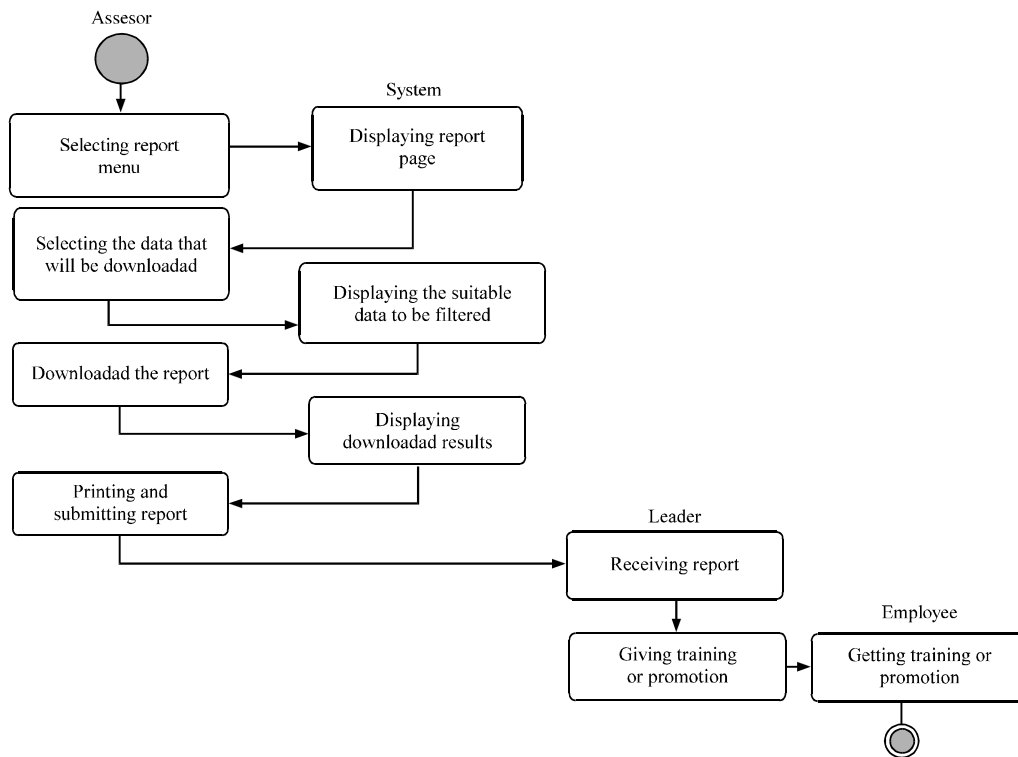 Assesor
System
Selecting report
menu
Displaying report
page
Selecting the data that
will be downloadad
Displaying the suitable
data to be filtered
Downloadad the report
Displaying
downloadad results
Printing and
submitting report
Leader
Receiving report
Employee
Giving training
or promotion
Getting training or
promotion